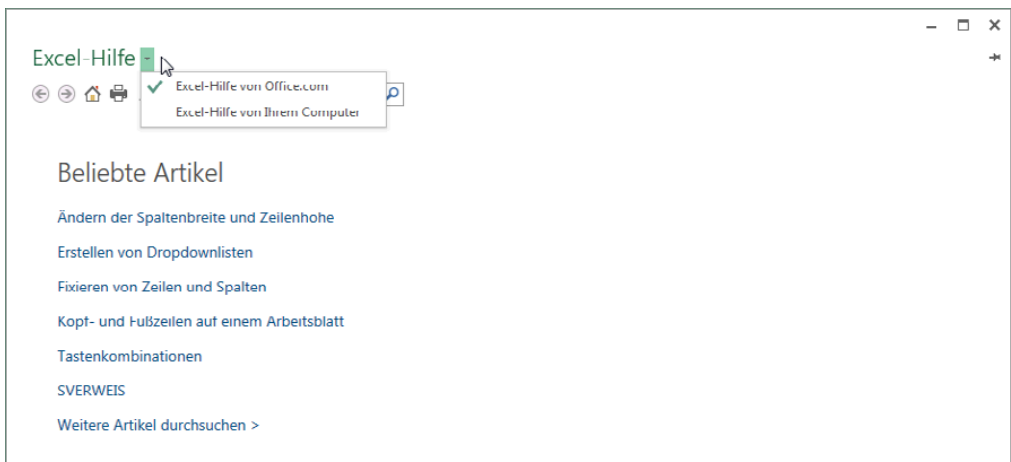 Excel-Hilfe
Excel-Hilfe von Office.com
Excel-Hilfe von Ihrem Computer
Beliebte Artikel
Ändern der Spaltenbreite und Zeilenhöhe
Erstellen von Dropdownlisten
Fixieren von Zeilen und Spalten
Kopf- und Fußzeilen auf einem Arbeitsblatt
Tastenkombinationen
SVERWEIS
Weitere Artikel durchsuchen >